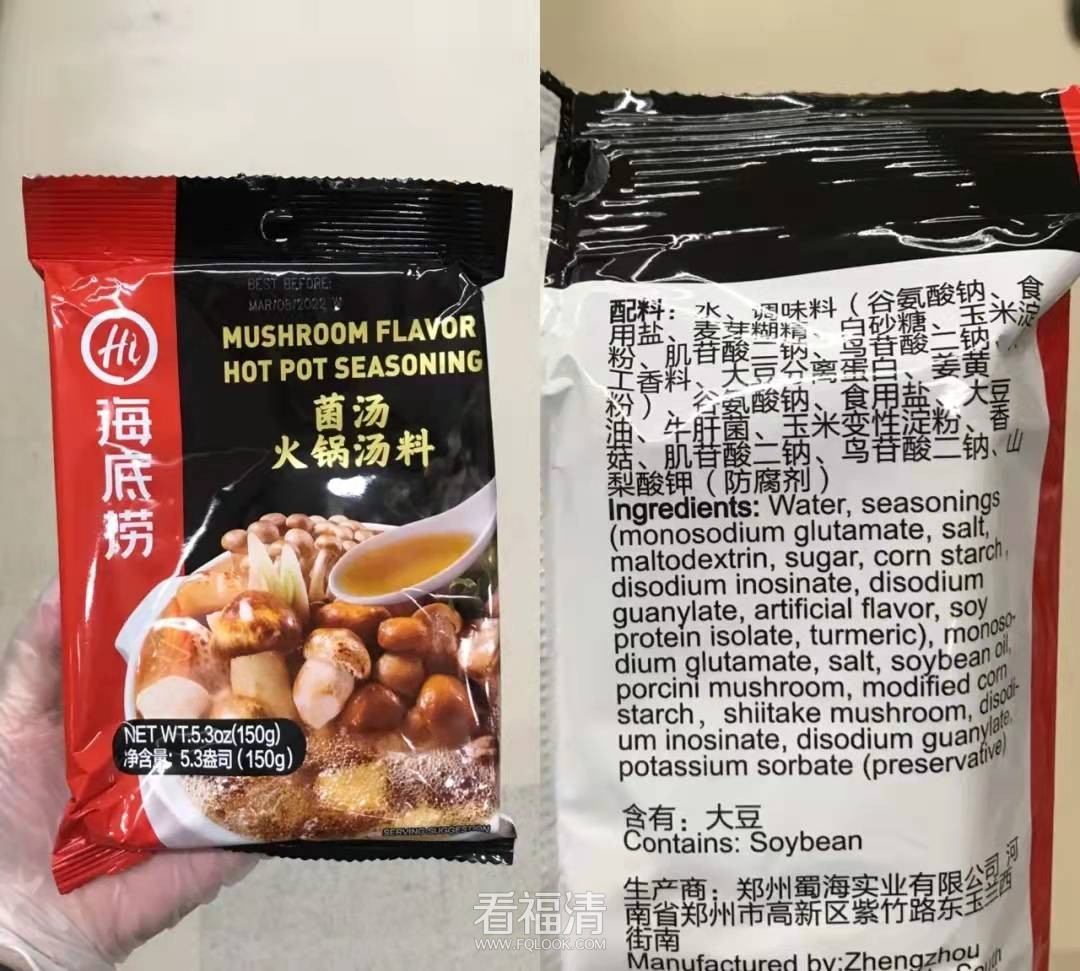 BEST BEFORE:
MAR/08/2022 W
MUSHROOM FLAVOR
HOT POT SEASONING
菌汤
火锅汤料
Hi
海底捞
NET WT.5.3oz(150g)
净含量: 5.3盎司(150g)
SERVING SUGGESTION
配料：水、调味料（谷氨酸钠、食
用盐、麦芽糊精、白砂糖、玉米淀
粉、肌苷酸二钠、鸟苷酸二钠、
工香料、大豆分离蛋白、姜黄
粉）、谷氨酸钠、食用盐、大豆
油、牛肝菌、玉米变性淀粉、香
菇、肌苷酸二钠、鸟苷酸二钠、山
梨酸钾（防腐剂）
Ingredients: Water, seasonings
(monosodium glutamate, salt,
maltodextrin, sugar, corn starch,
disodium inosinate, disodium
guanylate, artificial flavor, soy
protein isolate, turmeric), monoso-
dium glutamate, salt, soybean oil,
porcini mushroom, modified corn
starch, shiitake mushroom, disodi-
um inosinate, disodium guanylate,
potassium sorbate (preservative)
含有：大豆
Contains: Soybean
生产商：郑州蜀海实业有限公司 河
南省郑州市高新区紫竹路东玉兰西
街南
Manufactured by:Zhengzhou
South
看福清
WWW.FQLOOK.COM